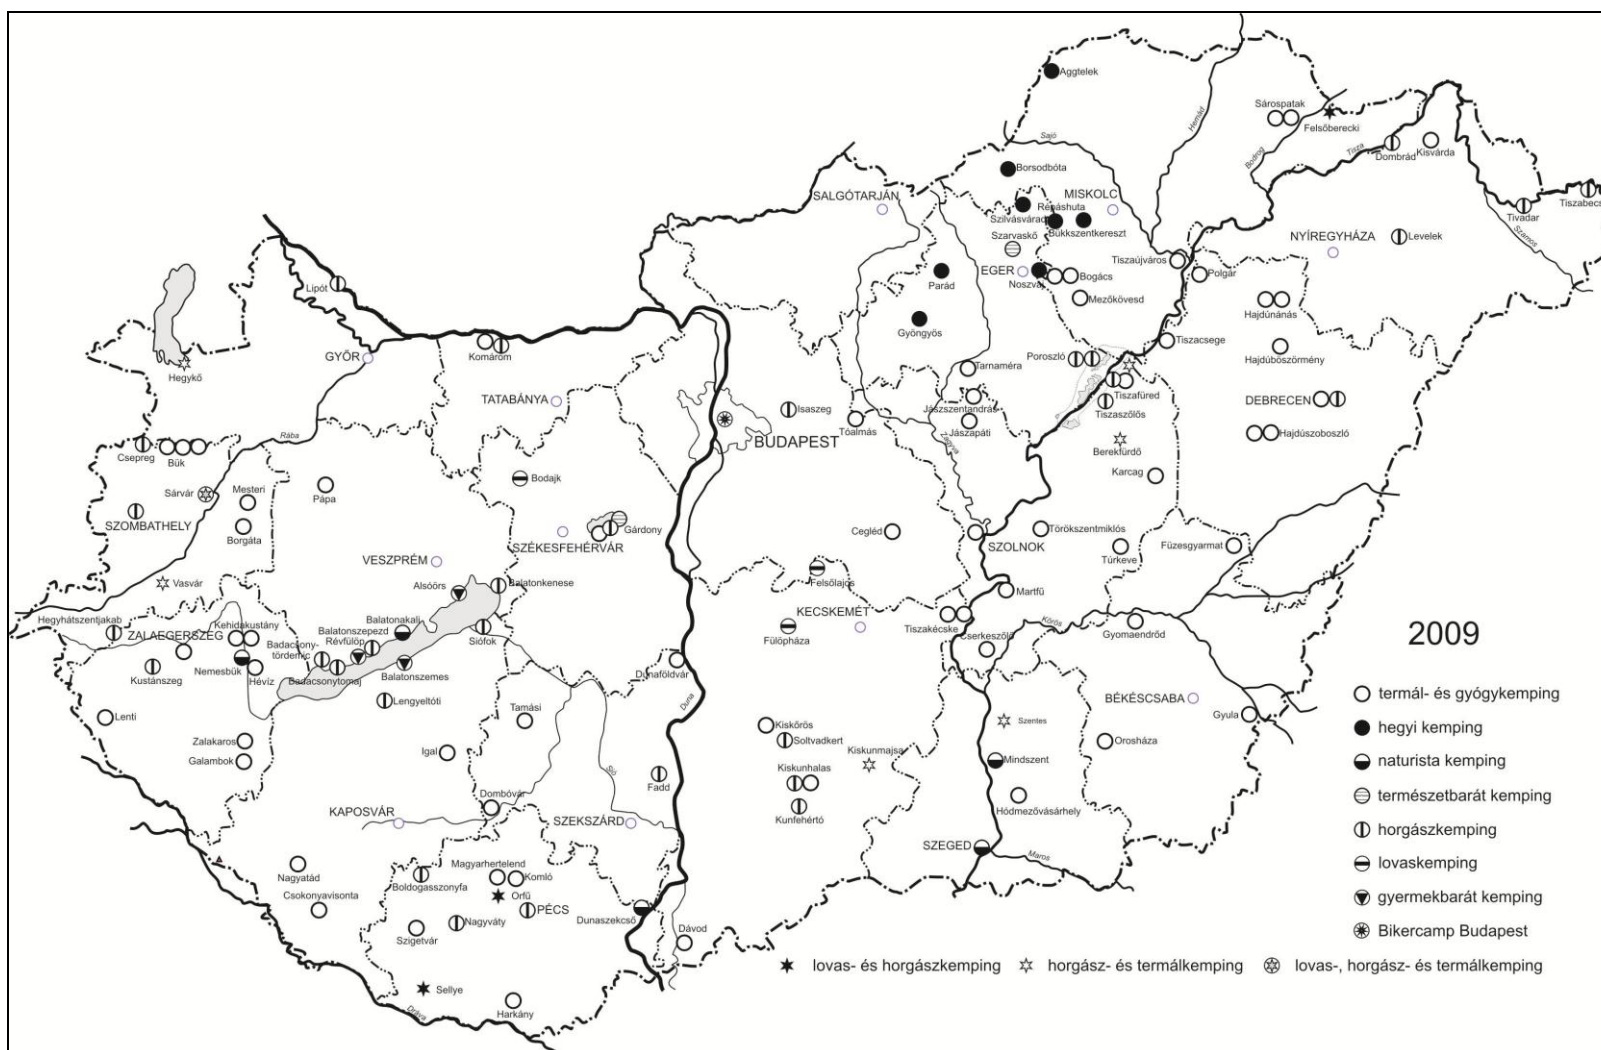 Aggtelek
Sárospatak
Felsőberecki
Sajó
Hernád
Bodrog
Tisza
Dombrád
Kisvárda
Borsodbóta
MISKOLC
SALGÓTARJÁN
Répáshuta
Szilvásvárad
Bükkszentkereszt
Tiszabecs
Tivadar
Szamos
Szarvaskő
Levelek
NYÍREGYHÁZA
Tiszaújváros
EGER
Noszvaj
Bogács
Polgár
Lipót
Parád
Mezőkövesd
Hajdúnánás
Gyöngyös
Tiszacsege
Hajdúböszörmény
GYŐR
Komárom
Poroszló
Hegykő
Tarnaméra
Tiszafüred
TATABÁNYA
Jászszentandrás
Tiszaszőlős
DEBRECEN
Isaszeg
Tóalmás
Jászapáti
Hajdúszoboszló
BUDAPEST
Rába
Zagyva
Berekfürdő
Csepreg
Bük
Karcag
Bodajk
Sárvár
Mesteri
Pápa
SZOMBATHELY
Borgáta
Gárdony
Cegléd
Törökszentmiklós
SZÉKESFEHÉRVÁR
SZOLNOK
Túrkeve
Füzesgyarmat
VESZPRÉM
Vasvár
Alsóörs
Balatonkenese
Felsőlajos
Martfű
KECSKEMÉT
Hegyhátszentjakab
Kehidakustány
Balatonakali
Tiszakécske
Körös
ZALAEGERSZEG
Balatonszepezd
Siófok
Fülöpháza
Cserkeszőlő
Gyomaendrőd
2009
Révfülöp
Badacsony-
tördemic
Kustánszeg
Nemesbük
Hévíz
Badacsonytomaj
Balatonszemes
Dunaföldvár
Lengyeltóti
Duna
BÉKÉSCSABA
termál- és gyógykemping
Lenti
Tamási
Kiskőrös
Szentes
Gyula
hegyi kemping
Zalakaros
Igal
Soltvadkert
Kiskunmajsa
Orosháza
Galambok
Mindszent
naturista kemping
Sió
Kiskunhalas
Fadd
természetbarát kemping
Dombóvár
Kunfehértó
Hódmezővásárhely
KAPOSVÁR
SZEKSZÁRD
horgászkemping
SZEGED
Maros
lovaskemping
Nagyatád
Magyarhertelend
Komló
Boldogasszonyfa
Orfű
gyermekbarát kemping
Csokonyavisonta
PÉCS
Dunaszekcső
Nagyváty
Szigetvár
Dávod
Bikercamp Budapest
lovas- és horgászkemping
horgász- és termálkemping
lovas-, horgász- és termálkemping
Sellye
Harkány
Dráva